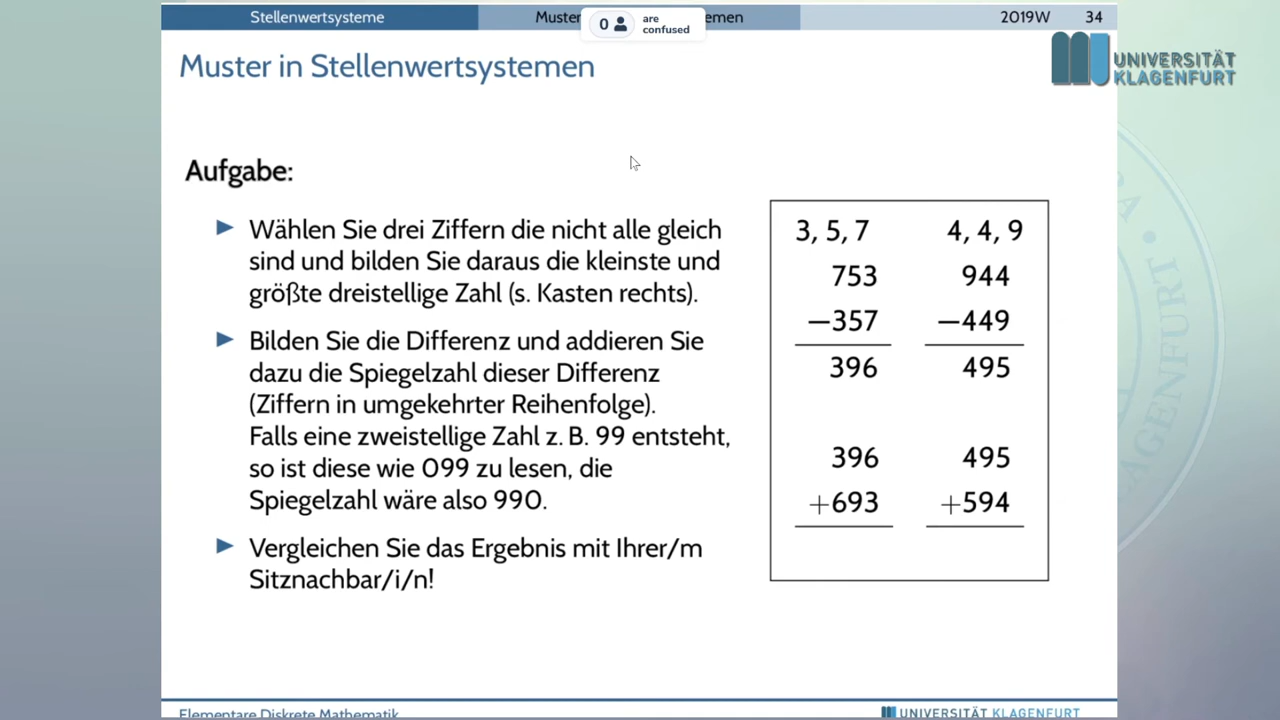 Stellenwertsysteme
Muster
emen
2019W 34
0 are confused
Muster in Stellenwertsystemen
UNIVERSITÄT
KLAGENFURT
Aufgabe:
Wählen Sie drei Ziffern die nicht alle gleich
sind und bilden Sie daraus die kleinste und
größte dreistellige Zahl (s. Kasten rechts).
Bilden Sie die Differenz und addieren Sie
dazu die Spiegelzahl dieser Differenz
(Ziffern in umgekehrter Reihenfolge).
Falls eine zweistellige Zahl z. B. 99 entsteht,
so ist diese wie 099 zu lesen, die
Spiegelzahl wäre also 990.
Vergleichen Sie das Ergebnis mit Ihrer/m
Sitznachbar/i/n!
3, 5, 7 4, 4, 9
753 944
−357 −449
396 495
396 495
+693 +594
Elementare Diskrete Mathematik
UNIVERSITÄT KLAGENFURT
KLAGENFURT